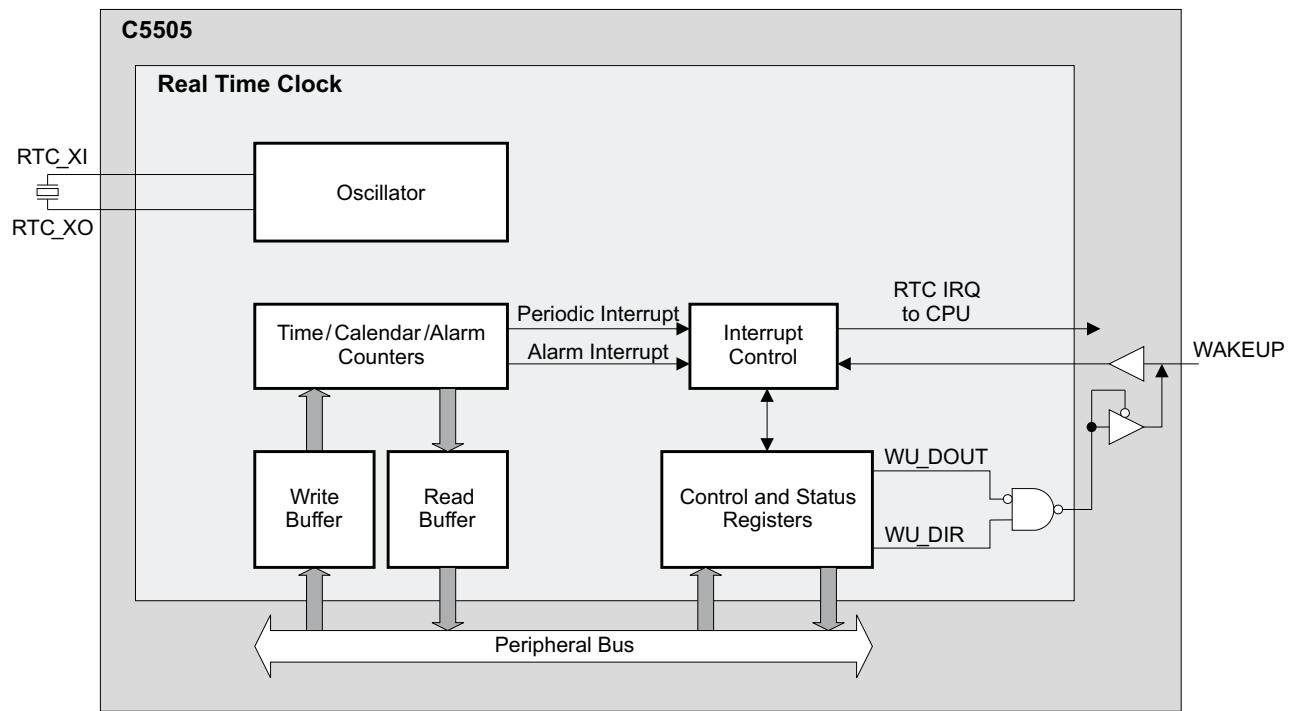 C5505
Real Time Clock
RTC_XI
RTC_XO
Oscillator
Time/Calendar/Alarm
Counters
Periodic Interrupt
Alarm Interrupt
Interrupt
Control
RTC IRQ
to CPU
WAKEUP
Write
Buffer
Read
Buffer
Control and Status
Registers
WU_DOUT
WU_DIR
Peripheral Bus